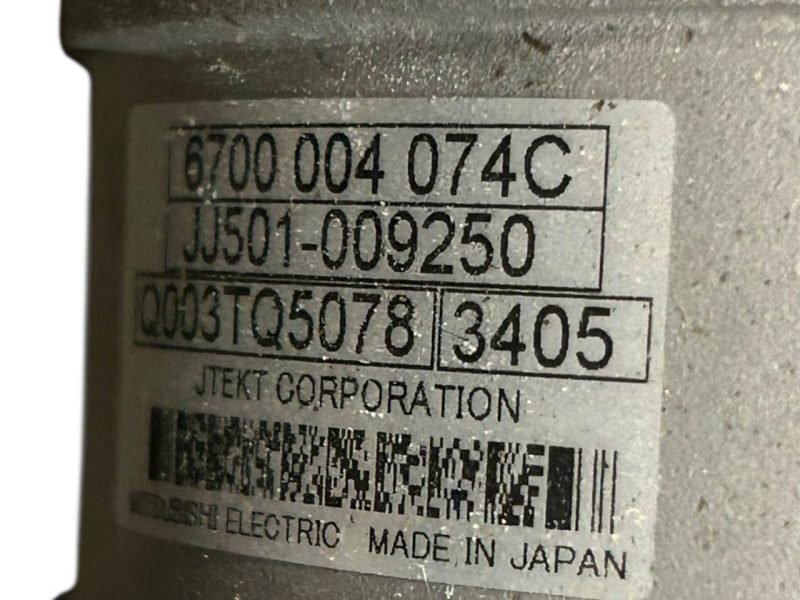 6700 004 074C
JJ501-009250
Q003TQ5078 3405
JTEKT CORPORATION
MITSUBISHI ELECTRIC MADE IN JAPAN